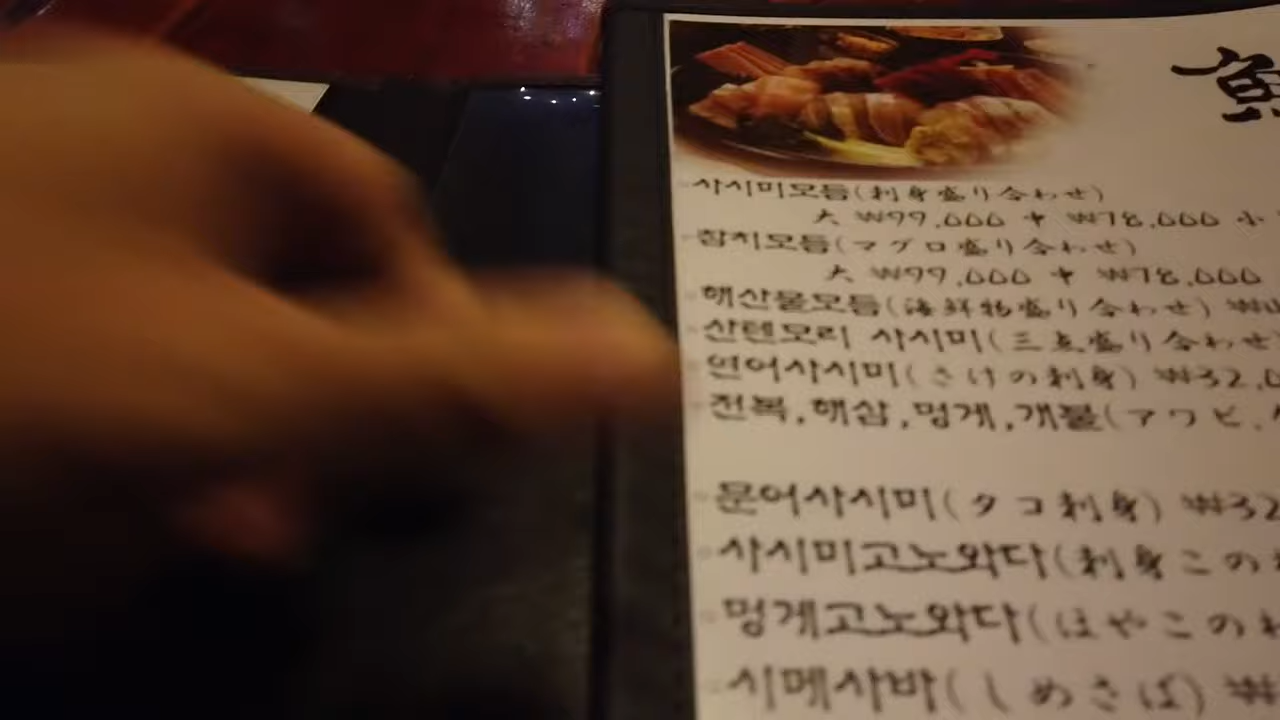 사시미모듬(刺身盛り合わせ)
大 ₩99,000 中 ₩78,000 小
참치모듬(マグロ盛り合わせ)
大 ₩99,000 中 ₩78,000
해산물모듬(海鮮物盛り合わせ) ₩
산텐모리 사시미(三点盛り合わせ
연어사시미(さけの刺身) ₩32,0
전복,해삼,멍게,개불(アワビ.
문어사시미(タコ刺身) ₩32
사시미고노와다(刺身このわ
멍게고노와다(ほやこのわ
시메사바(しめさば) ₩